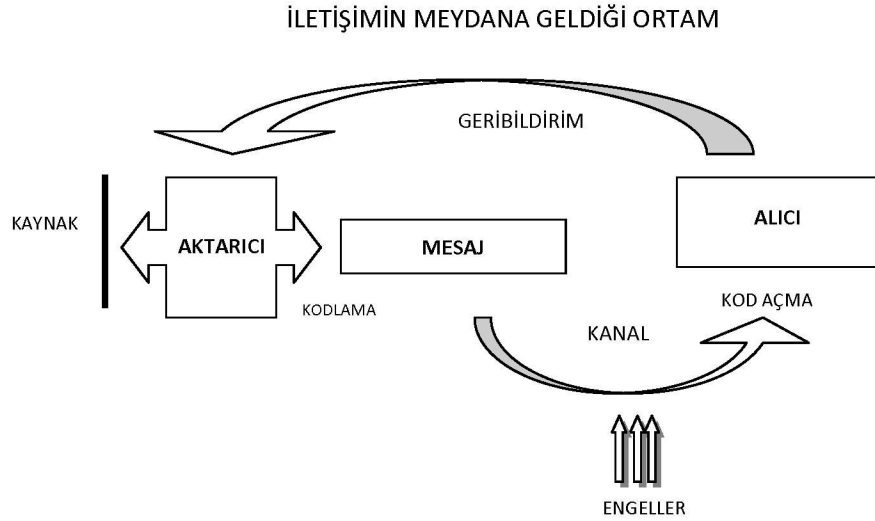 İLETİŞİMİN MEYDANA GELDİĞİ ORTAM
GERİBİLDİRİM
KAYNAK
AKTARICI
MESAJ
ALICI
KODLAMA
KOD AÇMA
KANAL
ENGELLER